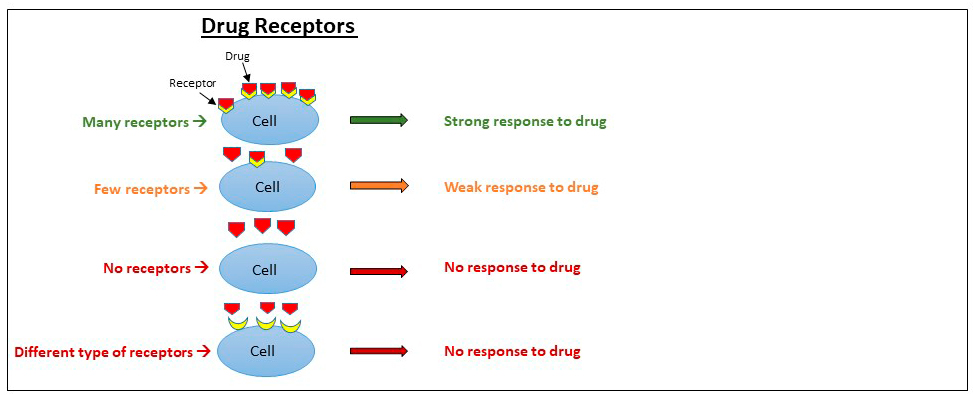 Drug Receptors
Drug
Receptor
Many receptors → Cell Strong response to drug
Few receptors → Cell Weak response to drug
No receptors → Cell No response to drug
Different type of receptors → Cell No response to drug